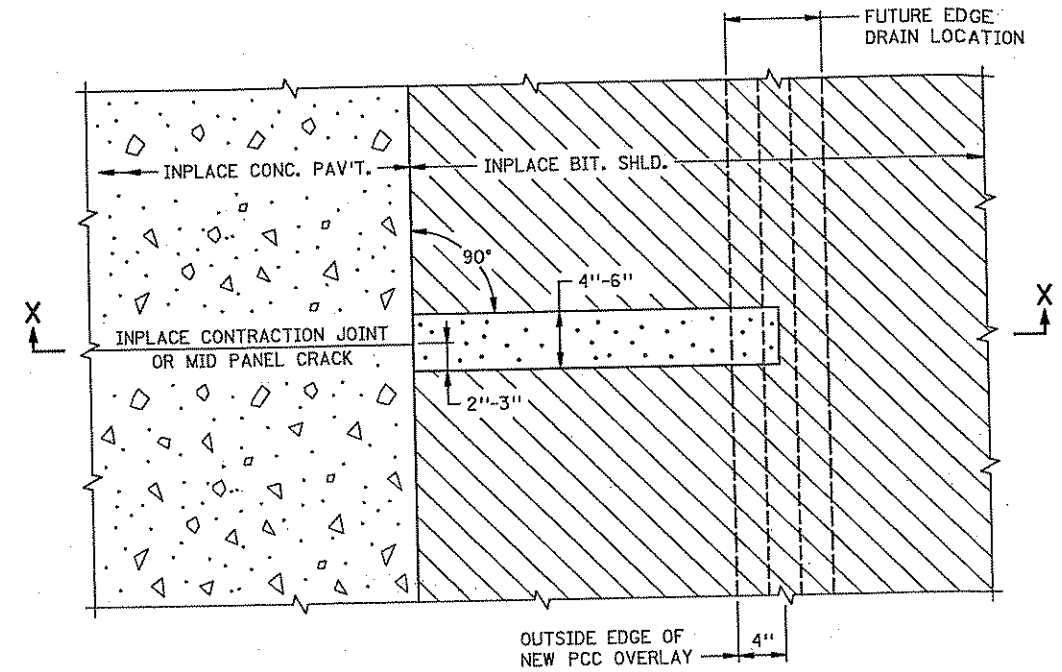 FUTURE EDGE
DRAIN LOCATION
INPLACE CONC. PAV'T.
INPLACE BIT. SHLD.
90°
4"-6"
X
X
INPLACE CONTRACTION JOINT
OR MID PANEL CRACK
2"-3"
OUTSIDE EDGE OF
NEW PCC OVERLAY
4"